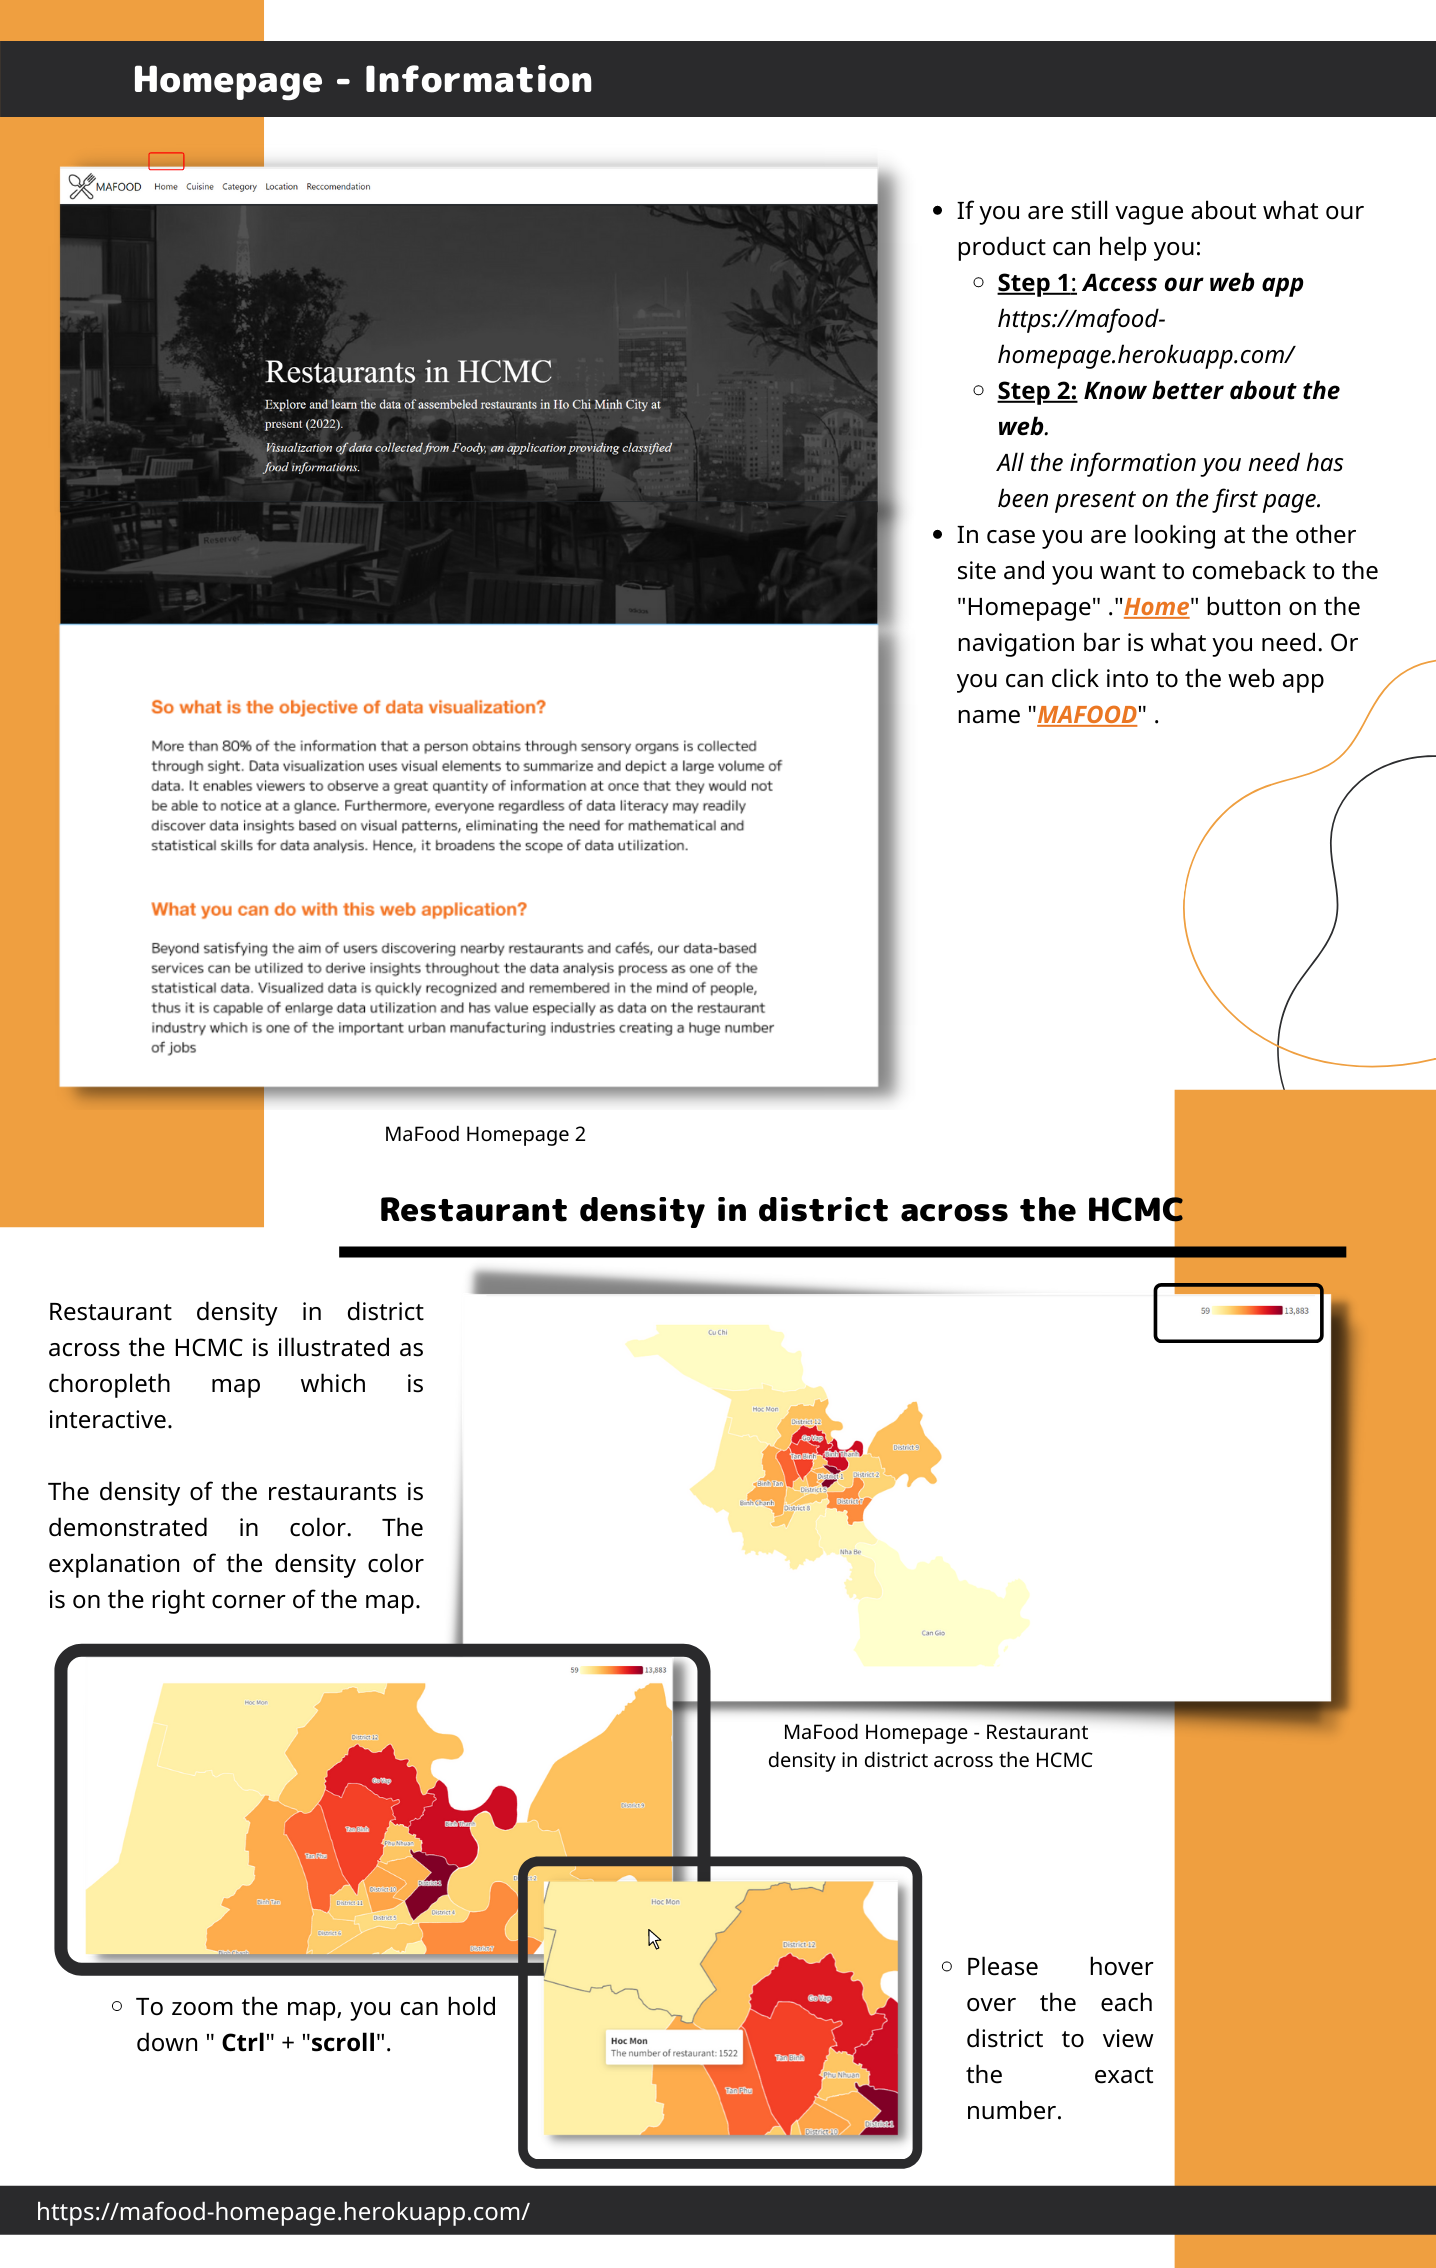 Homepage - Information
MAFOOD Home Cuisine Category Location Reccomendation
Restaurants in HCMC
Explore and learn the data of assembeled restaurants in Ho Chi Minh City at
present (2022).
Visualization of data collected from Foody, an application providing classified
food informations.
Reserved
So what is the objective of data visualization?
More than 80% of the information that a person obtains through sensory organs is collected
through sight. Data visualization uses visual elements to summarize and depict a large volume of
data. It enables viewers to observe a great quantity of information at once that they would not
be able to notice at a glance. Furthermore, everyone regardless of data literacy may readily
discover data insights based on visual patterns, eliminating the need for mathematical and
statistical skills for data analysis. Hence, it broadens the scope of data utilization.
What you can do with this web application?
Beyond satisfying the aim of users discovering nearby restaurants and cafés, our data-based
services can be utilized to derive insights throughout the data analysis process as one of the
statistical data. Visualized data is quickly recognized and remembered in the mind of people,
thus it is capable of enlarge data utilization and has value especially as data on the restaurant
industry which is one of the important urban manufacturing industries creating a huge number
of jobs
MaFood Homepage 2
• If you are still vague about what our
product can help you:
◦ Step 1: Access our web app
https://mafood-
homepage.herokuapp.com/
◦ Step 2: Know better about the
web.
All the information you need has
been present on the first page.
• In case you are looking at the other
site and you want to comeback to the
"Homepage" ."Home" button on the
navigation bar is what you need. Or
you can click into to the web app
name "MAFOOD" .
Restaurant density in district across the HCMC
Restaurant density in district
across the HCMC is illustrated as
choropleth map which is
interactive.
The density of the restaurants is
demonstrated in color. The
explanation of the density color
is on the right corner of the map.
59 13,883
Cu Chi
Hoc Mon
District 12
Go Vap
Tan Binh
Binh Thanh
District 9
Binh Tan
District 1
District 2
District 5
Binh Chanh
District 8
District 7
Nha Be
Can Gio
MaFood Homepage - Restaurant
density in district across the HCMC
59 13,883
Hoc Mon
District 12
Go Vap
District 9
Tan Binh
Binh Thanh
Phu Nhuan
Tan Phu
District 2
District 10
District 1
Binh Tan
District 11
District 4
District 5
District 6
District 7
Binh Chanh
◦ To zoom the map, you can hold
down " Ctrl" + "scroll".
Hoc Mon
District 12
Go Vap
Hoc Mon
The number of restaurant: 1522
Tan Binh
Phu Nhuan
Tan Phu
District 1
District 10
◦ Please hover
over the each
district to view
the exact
number.
https://mafood-homepage.herokuapp.com/